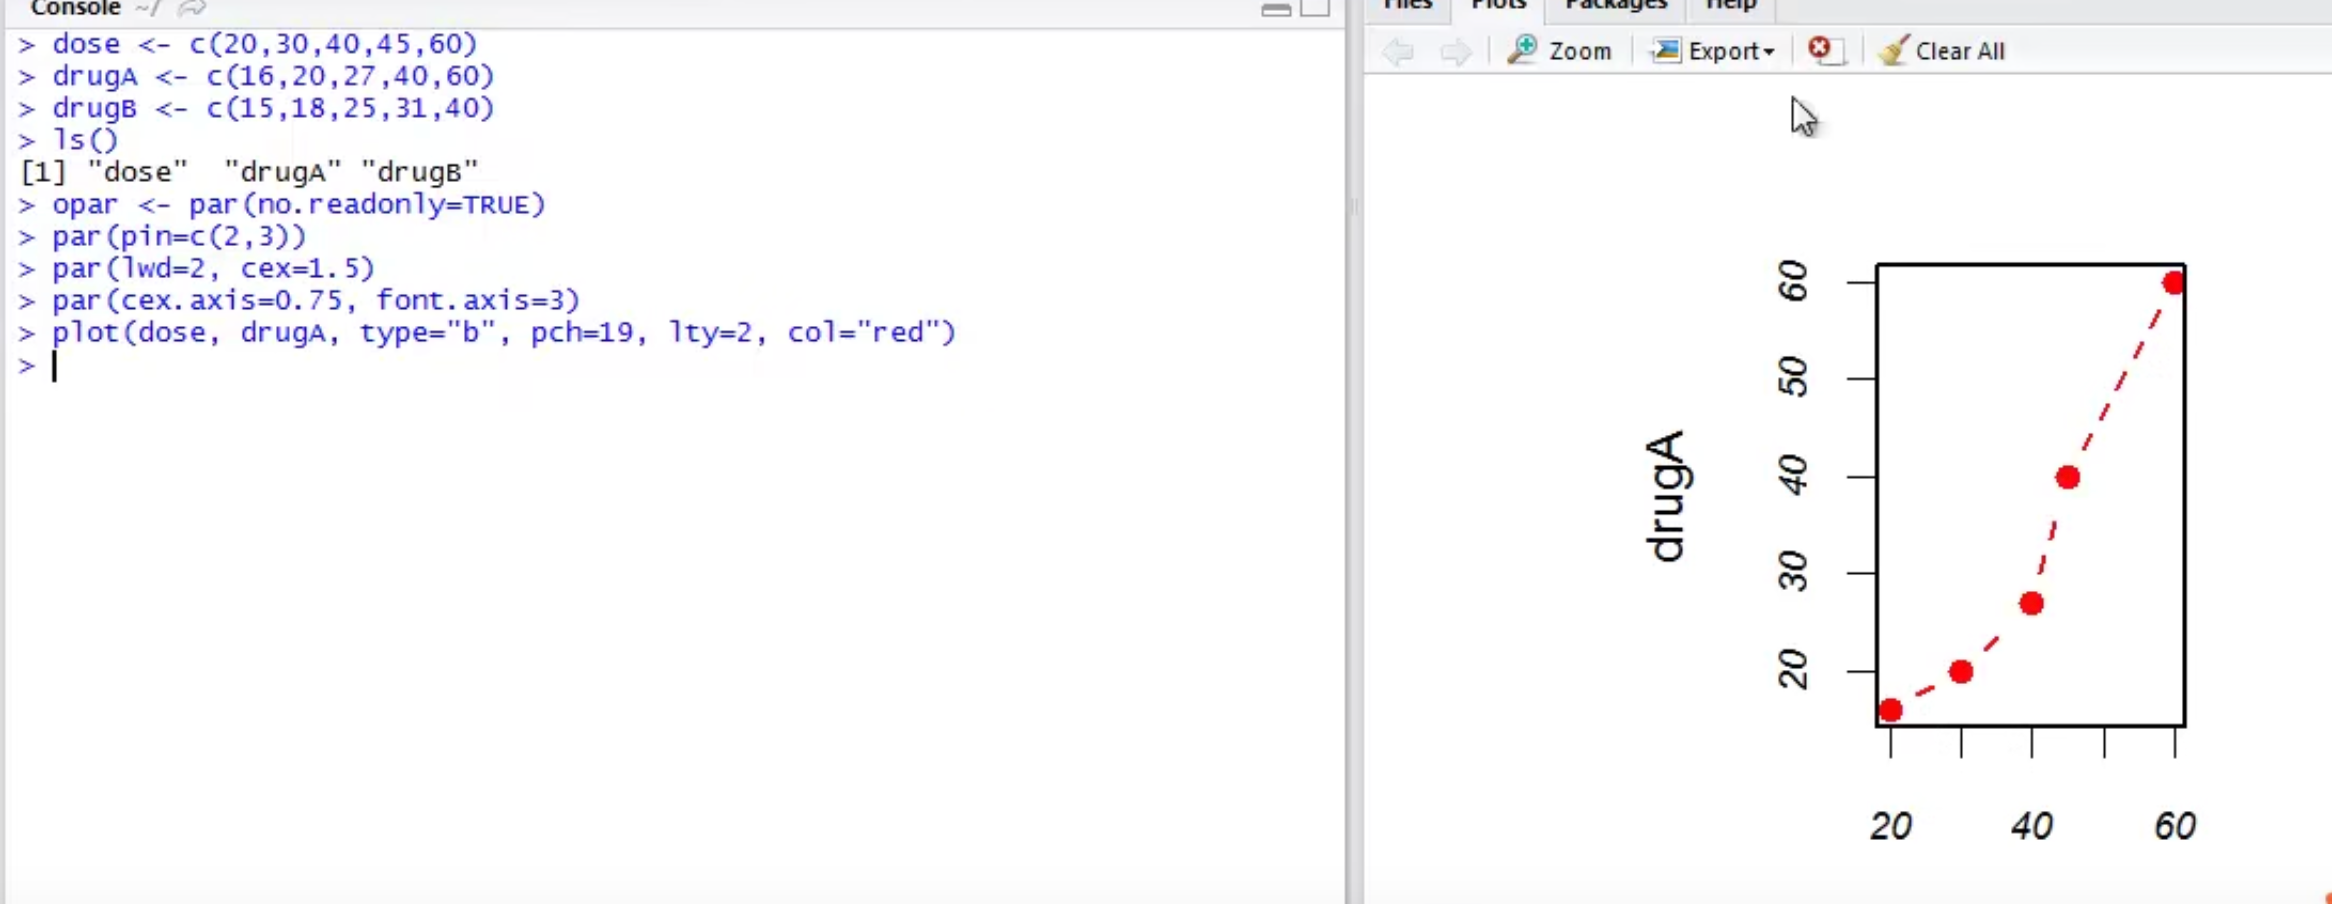 Console ~/
> dose <- c(20,30,40,45,60)
> drugA <- c(16,20,27,40,60)
> drugB <- c(15,18,25,31,40)
> ls()
[1] "dose"  "drugA" "drugB"
> opar <- par(no.readonly=TRUE)
> par(pin=c(2,3))
> par(lwd=2, cex=1.5)
> par(cex.axis=0.75, font.axis=3)
> plot(dose, drugA, type="b", pch=19, lty=2, col="red")
>
Files Plots Packages Help
Zoom Export Clear All
drugA
60
50
40
30
20
20 40 60